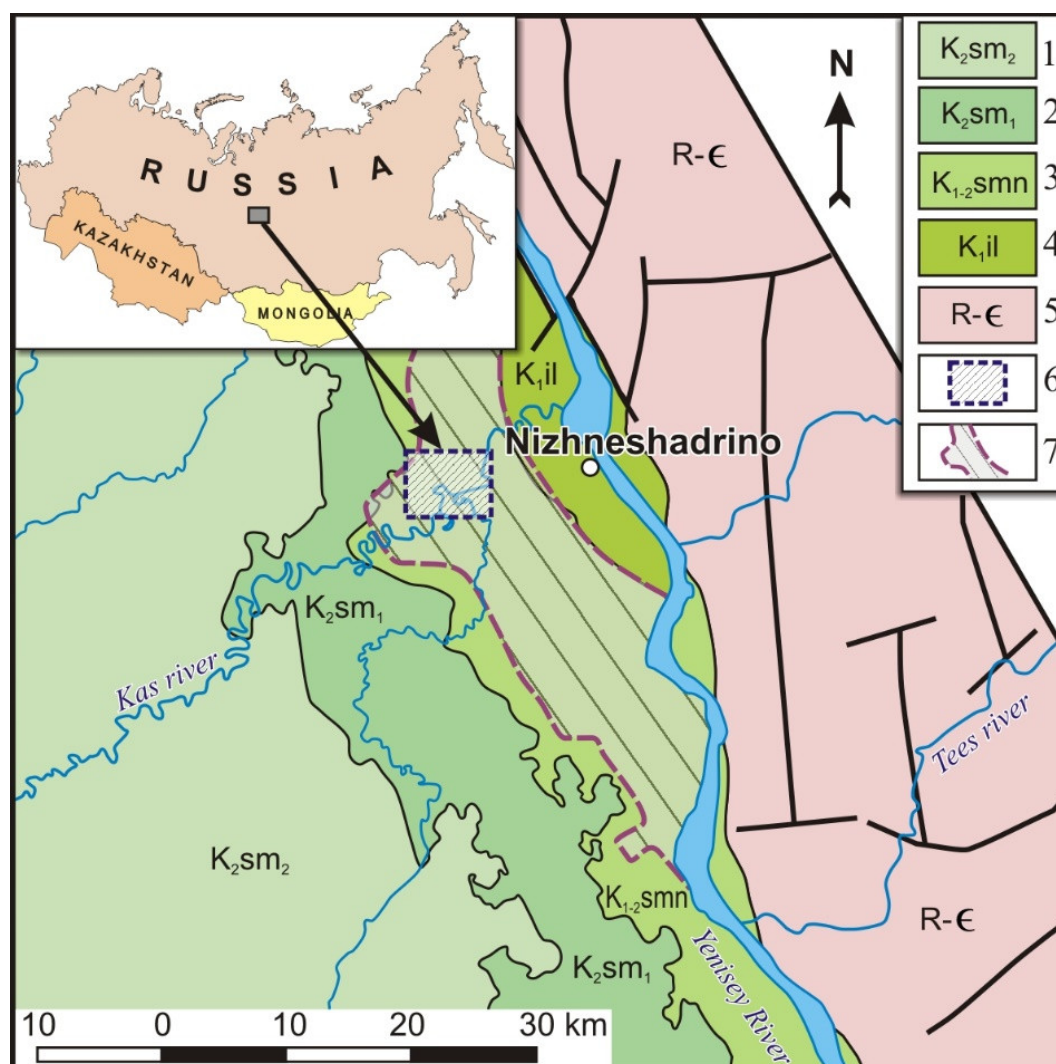 RUSSIA
KAZAKHSTAN
MONGOLIA
N
K₂sm₂ 1
K₂sm₁ 2
K₁₋₂smn 3
K₁il 4
R-Є 5
6
7
R-Є
K₁il
Nizhneshadrino
K₂sm₁
Kas river
Tees river
K₂sm₂
K₁₋₂smn
R-Є
K₂sm₁
Yenisey River
10 0 10 20 30 km